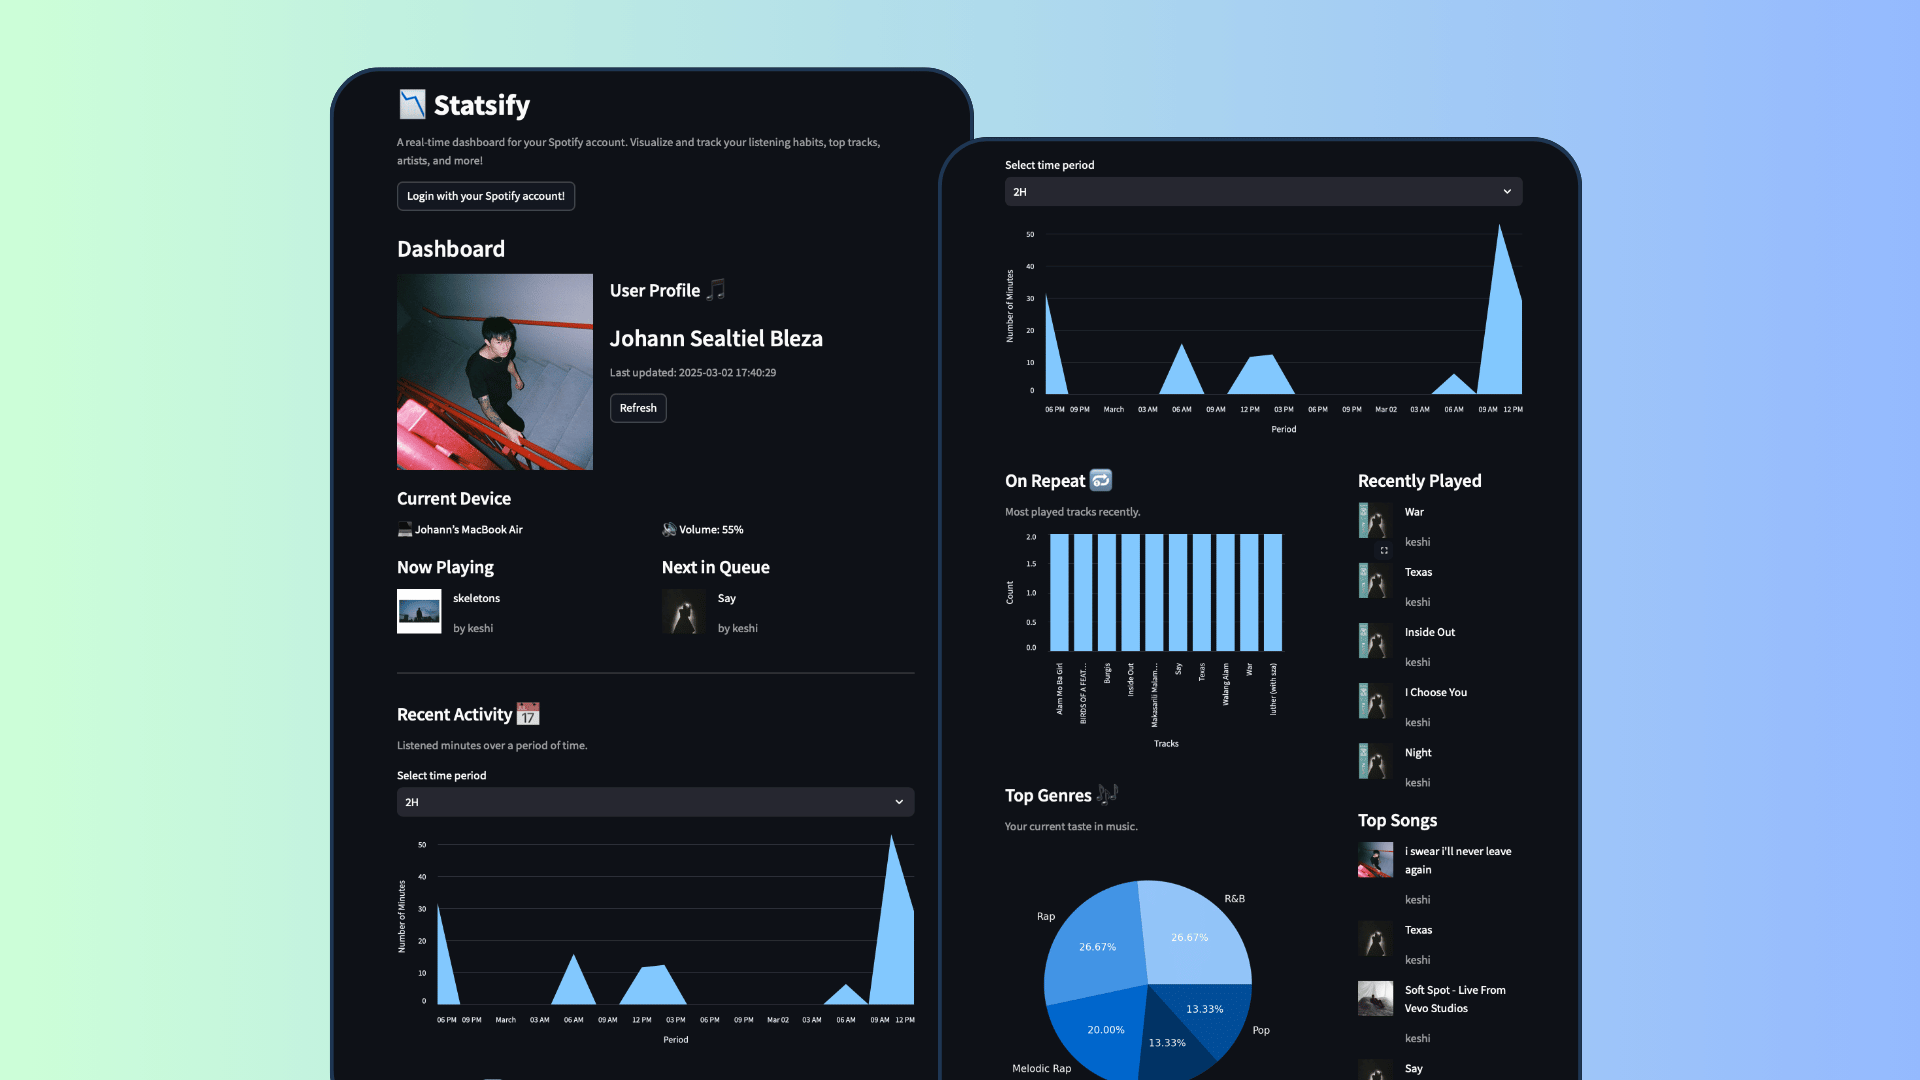 Statsify
A real-time dashboard for your Spotify account. Visualize and track your listening habits, top tracks,
artists, and more!
Login with your Spotify account!
Dashboard
User Profile
Johann Sealtiel Bleza
Last updated: 2025-03-02 17:40:29
Refresh
Current Device
Johann's MacBook Air
Volume: 55%
Now Playing
skeletons
by keshi
Next in Queue
Say
by keshi
Recent Activity
17
Listened minutes over a period of time.
Select time period
2H
50
40
30
20
10
0
Number of Minutes
06 PM 09 PM March 03 AM 06 AM 09 AM 12 PM 03 PM 06 PM 09 PM Mar 02 03 AM 06 AM 09 AM 12 PM
Period
Select time period
2H
50
40
30
20
10
0
Number of Minutes
06 PM 09 PM March 03 AM 06 AM 09 AM 12 PM 03 PM 06 PM 09 PM Mar 02 03 AM 06 AM 09 AM 12 PM
Period
On Repeat
Most played tracks recently.
2.0
1.5
1.0
0.5
0.0
Count
Alam Mo Ba Girl
BIRDS OF A FEAT…
Burgis
Inside Out
Makasarili Malam…
Say
Texas
Walang Alam
War
luther (with sza)
Tracks
Top Genres
Your current taste in music.
R&B
26.67%
Rap
26.67%
20.00%
Melodic Rap
13.33%
13.33%
Pop
Recently Played
War
keshi
Texas
keshi
Inside Out
keshi
I Choose You
keshi
Night
keshi
Top Songs
i swear i'll never leave
again
keshi
Texas
keshi
Soft Spot - Live From
Vevo Studios
keshi
Say